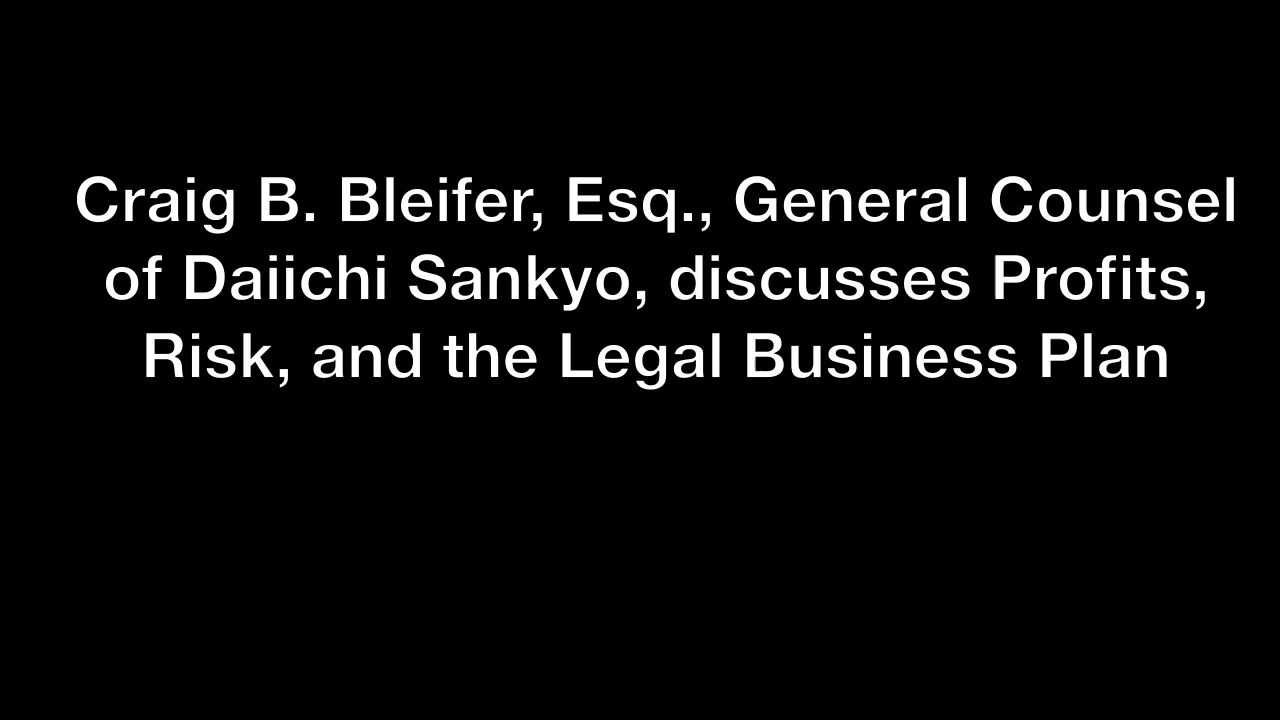 Craig B. Bleifer, Esq., General Counsel
of Daiichi Sankyo, discusses Profits,
Risk, and the Legal Business Plan